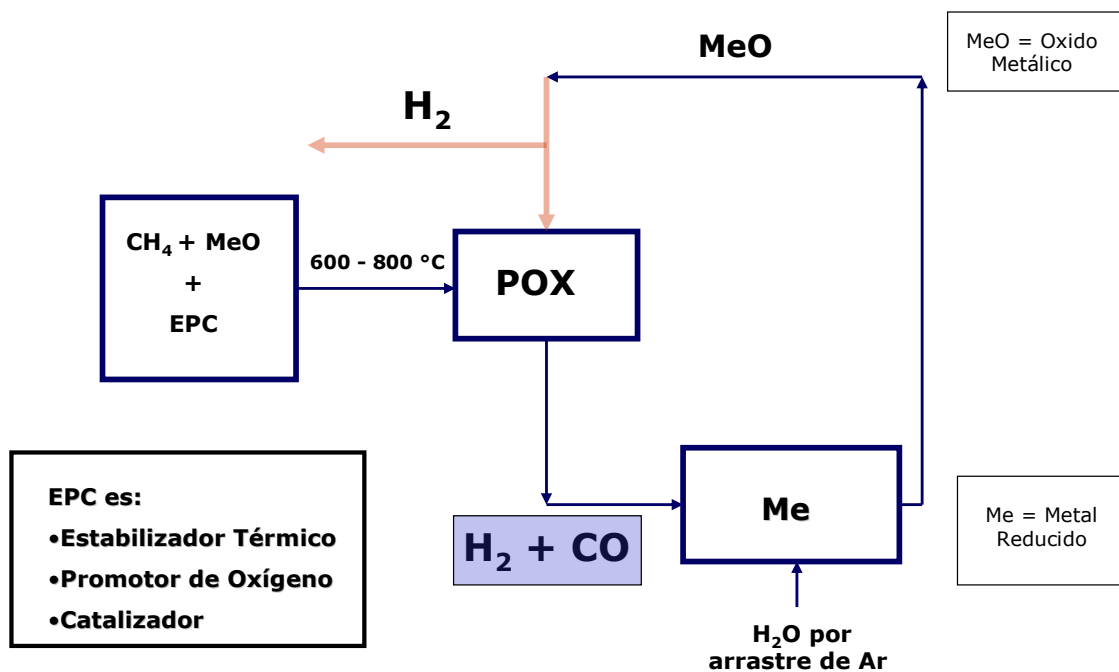 MeO
MeO = Oxido
Metálico
H₂
CH₄ + MeO
+
EPC
600 - 800 °C
POX
EPC es:
•Estabilizador Térmico
•Promotor de Oxígeno
•Catalizador
H₂ + CO
Me
Me = Metal
Reducido
H₂O por
arrastre de Ar